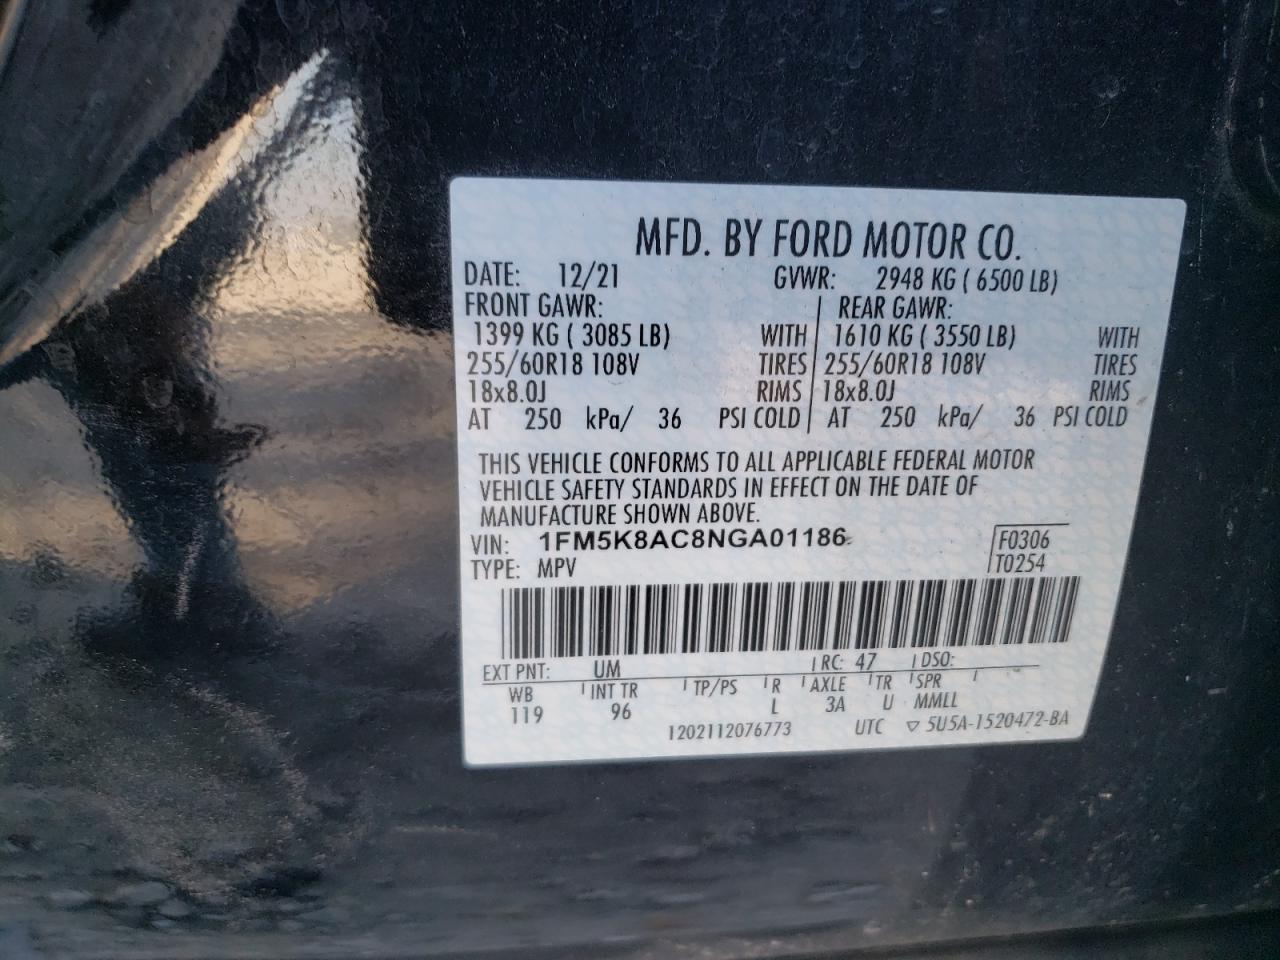 MFD. BY FORD MOTOR CO.
DATE: 12/21 GVWR: 2948 KG ( 6500 LB)
FRONT GAWR: REAR GAWR:
1399 KG ( 3085 LB) WITH 1610 KG ( 3550 LB) WITH
255/60R18 108V TIRES 255/60R18 108V TIRES
18x8.0J RIMS 18x8.0J RIMS
AT 250 kPa/ 36 PSI COLD AT 250 kPa/ 36 PSI COLD
THIS VEHICLE CONFORMS TO ALL APPLICABLE FEDERAL MOTOR
VEHICLE SAFETY STANDARDS IN EFFECT ON THE DATE OF
MANUFACTURE SHOWN ABOVE.
VIN: 1FM5K8AC8NGA01186 F0306
TYPE: MPV T0254
EXT PNT: UM RC: 47 DSO:
WB INT TR TP/PS R AXLE TR SPR
119 96 L 3A U MMLL
1202112076773 UTC ▽ 5U5A-1520472-BA